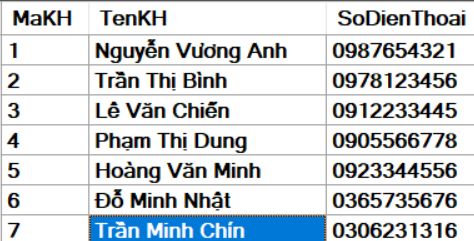 MaKH TenKH SoDienThoai
1 Nguyễn Vương Anh 0987654321
2 Trần Thị Bình 0978123456
3 Lê Văn Chiến 0912233445
4 Phạm Thị Dung 0905566778
5 Hoàng Văn Minh 0923344556
6 Đỗ Minh Nhật 0365735676
7 Trần Minh Chín 0306231316